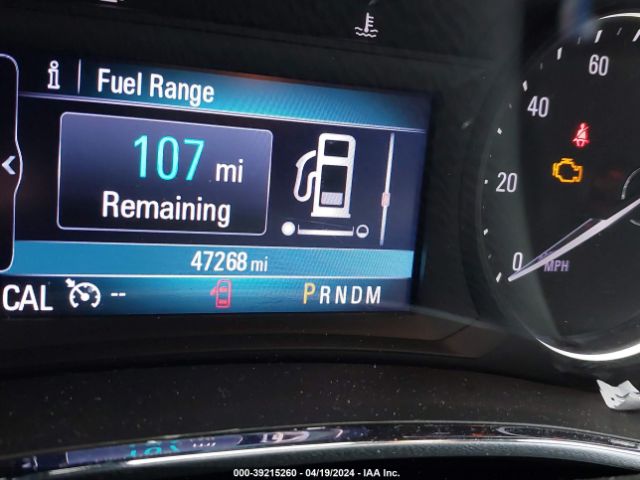 i Fuel Range
107 mi
Remaining
47268 mi
CAL -- PRNDM
60
40
20
0
MPH
000-39215260 - 04/19/2024 - IAA Inc.